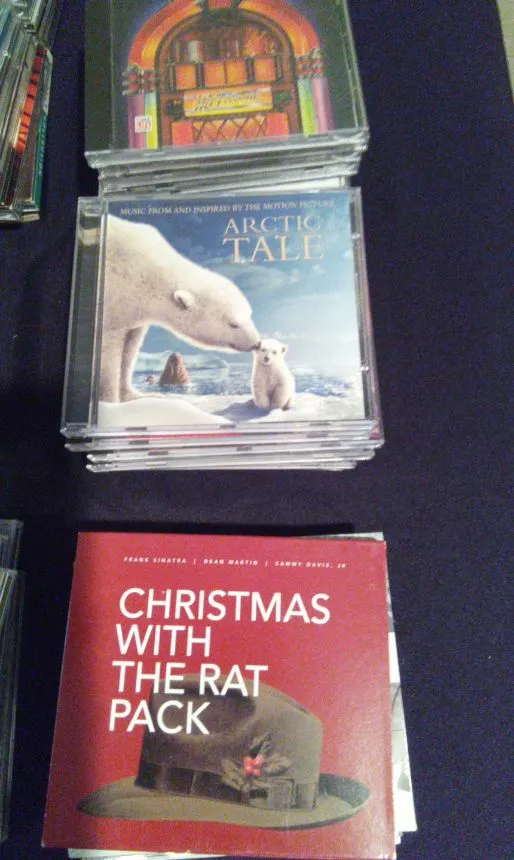 MUSIC FROM AND INSPIRED BY THE MOTION PICTURE
ARCTIC
TALE
FRANK SINATRA | DEAN MARTIN | SAMMY DAVIS, JR
CHRISTMAS
WITH
THE RAT
PACK